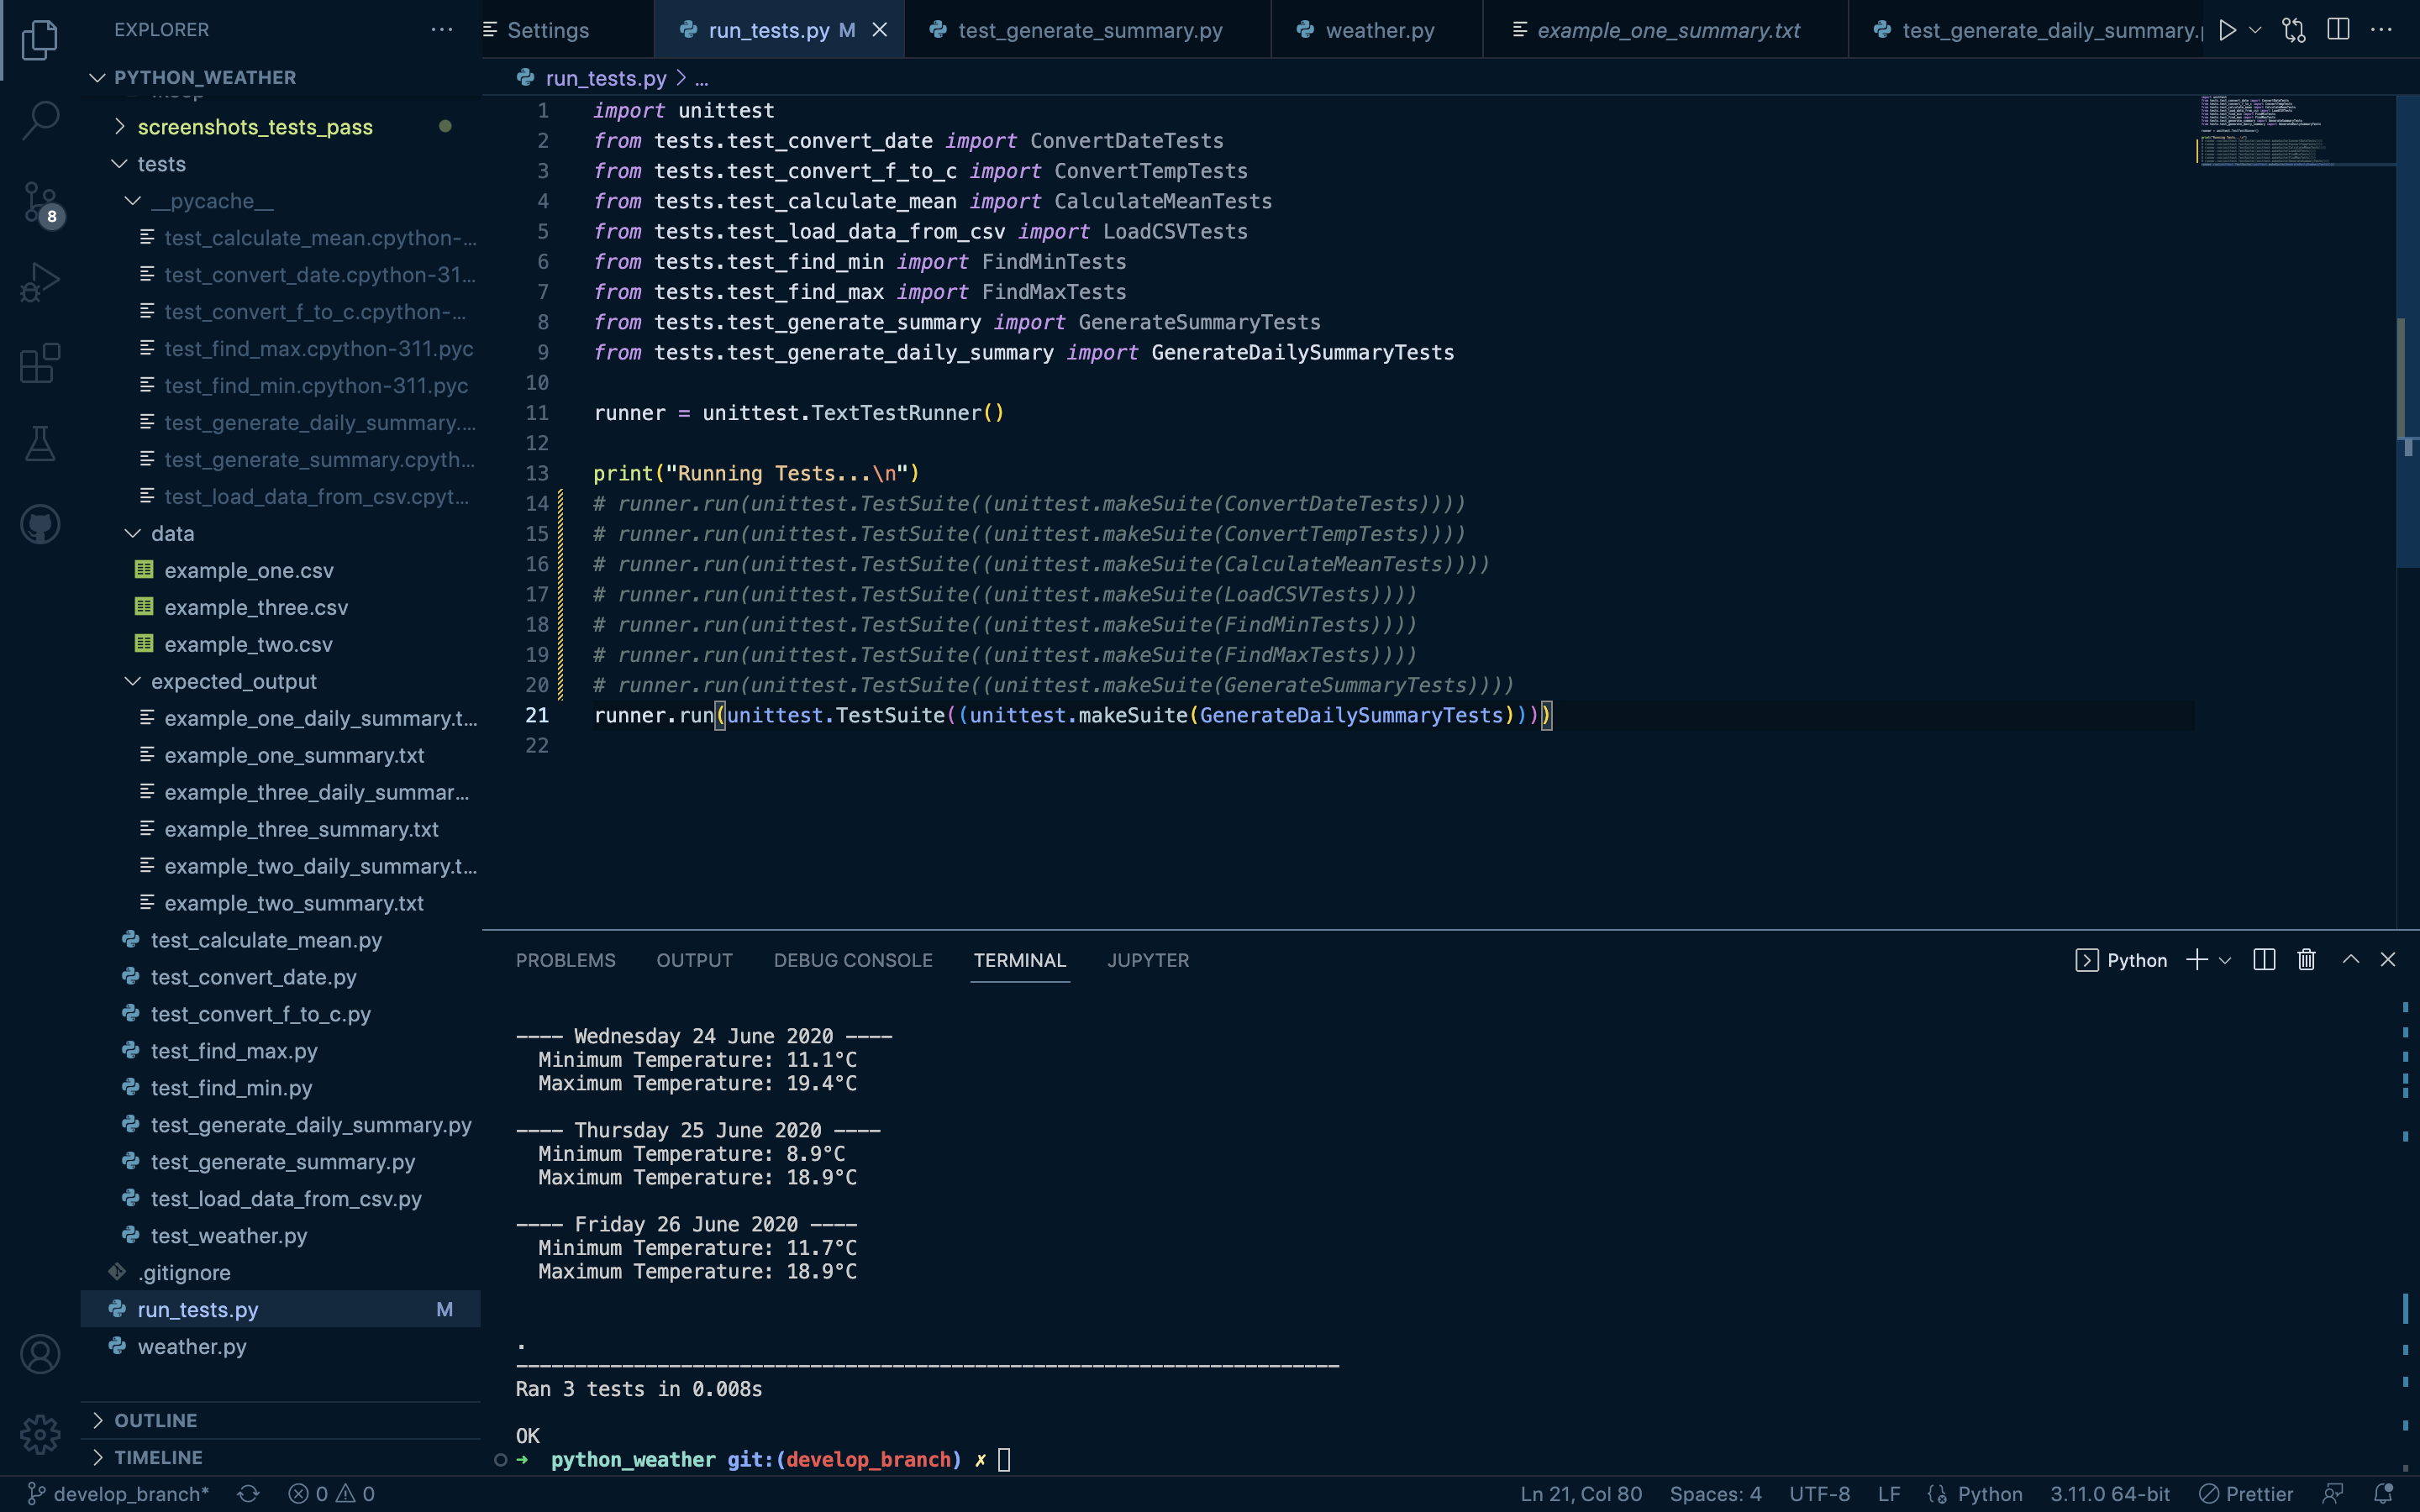 EXPLORER
PYTHON_WEATHER
screenshots_tests_pass
tests
__pycache__
test_calculate_mean.cpython-...
test_convert_date.cpython-31...
test_convert_f_to_c.cpython-...
test_find_max.cpython-311.pyc
test_find_min.cpython-311.pyc
test_generate_daily_summary....
test_generate_summary.cpyth...
test_load_data_from_csv.cpyt...
data
example_one.csv
example_three.csv
example_two.csv
expected_output
example_one_daily_summary.t...
example_one_summary.txt
example_three_daily_summar...
example_three_summary.txt
example_two_daily_summary.t...
example_two_summary.txt
test_calculate_mean.py
test_convert_date.py
test_convert_f_to_c.py
test_find_max.py
test_find_min.py
test_generate_daily_summary.py
test_generate_summary.py
test_load_data_from_csv.py
test_weather.py
.gitignore
run_tests.py M
weather.py
OUTLINE
TIMELINE
8
Settings
run_tests.py M
test_generate_summary.py
weather.py
example_one_summary.txt
test_generate_daily_summary.p
run_tests.py > ...
1 import unittest
2 from tests.test_convert_date import ConvertDateTests
3 from tests.test_convert_f_to_c import ConvertTempTests
4 from tests.test_calculate_mean import CalculateMeanTests
5 from tests.test_load_data_from_csv import LoadCSVTests
6 from tests.test_find_min import FindMinTests
7 from tests.test_find_max import FindMaxTests
8 from tests.test_generate_summary import GenerateSummaryTests
9 from tests.test_generate_daily_summary import GenerateDailySummaryTests
10
11 runner = unittest.TextTestRunner()
12
13 print("Running Tests...\n")
14 # runner.run(unittest.TestSuite((unittest.makeSuite(ConvertDateTests))))
15 # runner.run(unittest.TestSuite((unittest.makeSuite(ConvertTempTests))))
16 # runner.run(unittest.TestSuite((unittest.makeSuite(CalculateMeanTests))))
17 # runner.run(unittest.TestSuite((unittest.makeSuite(LoadCSVTests))))
18 # runner.run(unittest.TestSuite((unittest.makeSuite(FindMinTests))))
19 # runner.run(unittest.TestSuite((unittest.makeSuite(FindMaxTests))))
20 # runner.run(unittest.TestSuite((unittest.makeSuite(GenerateSummaryTests))))
21 runner.run(unittest.TestSuite((unittest.makeSuite(GenerateDailySummaryTests))))
22
PROBLEMS OUTPUT DEBUG CONSOLE TERMINAL JUPYTER
Python
---- Wednesday 24 June 2020 ----
Minimum Temperature: 11.1°C
Maximum Temperature: 19.4°C
---- Thursday 25 June 2020 ----
Minimum Temperature: 8.9°C
Maximum Temperature: 18.9°C
---- Friday 26 June 2020 ----
Minimum Temperature: 11.7°C
Maximum Temperature: 18.9°C
.
----------------------------------------------------------------------
Ran 3 tests in 0.008s
OK
➜ python_weather git:(develop_branch) ✗
develop_branch* 0 0 Ln 21, Col 80 Spaces: 4 UTF-8 LF Python 3.11.0 64-bit Prettier